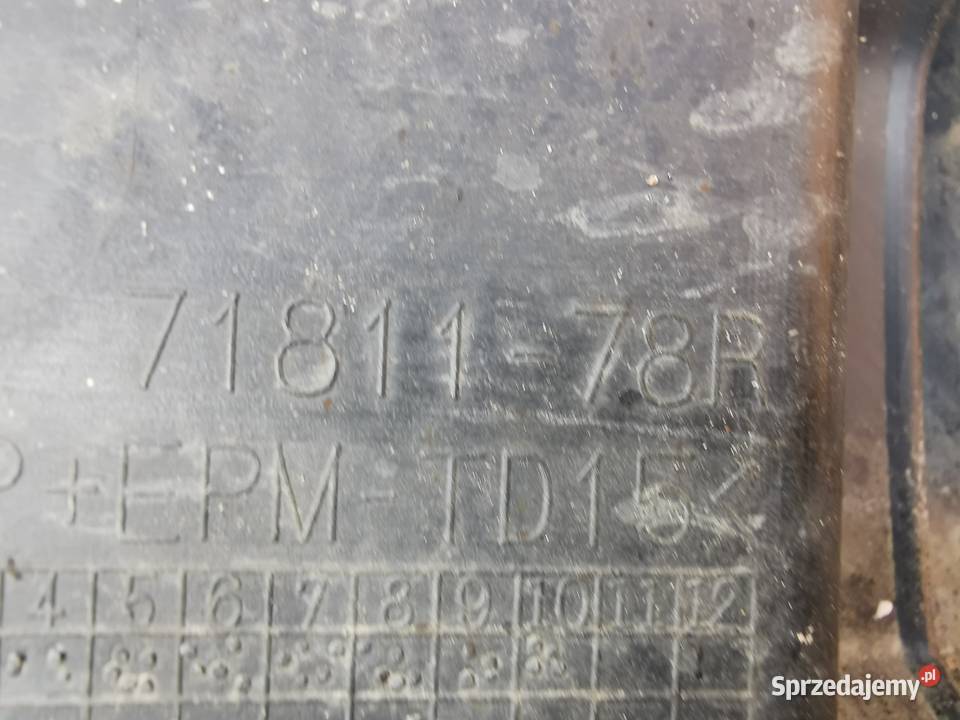 71811-78R
P+EPM-TD15<
4 5 6 7 8 9 10 11 12
Sprzedajemy.pl